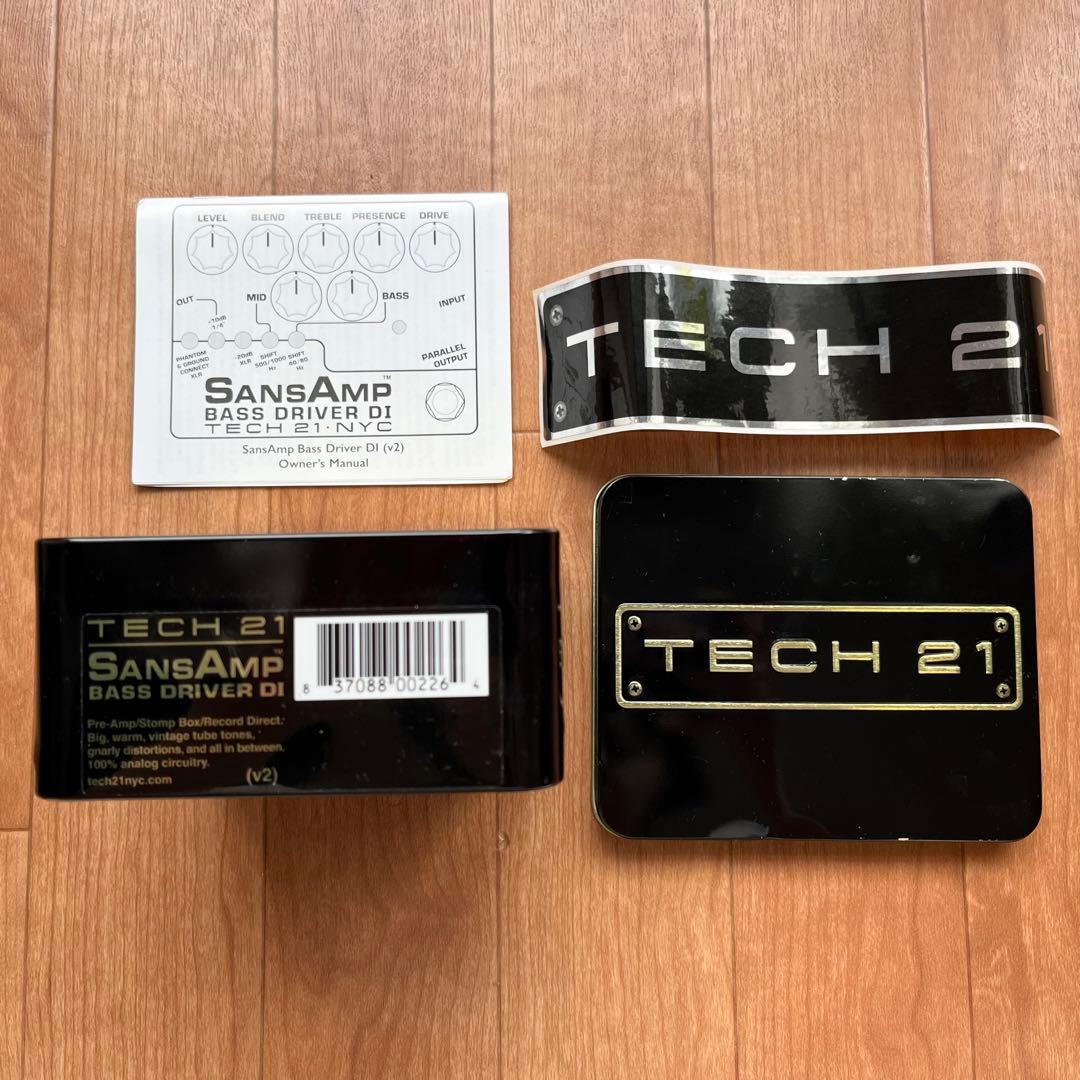 LEVEL BLEND TREBLE PRESENCE DRIVE
MID BASS
OUT
INPUT
-10dB
1/4"
PHANTOM
& GROUND
CONNECT
XLR
-20dB
XLR
SHIFT
500/1000
Hz
SHIFT
40/80
Hz
PARALLEL
OUTPUT
SANSAMP™
BASS DRIVER DI
TECH 21·NYC
SansAmp Bass Driver DI (v2)
Owner's Manual
TECH 21
TECH 21
SANSAMP™
BASS DRIVER DI
8 37088 00226 4
Pre-Amp/Stomp Box/Record Direct.
Big, warm, vintage tube tones,
gnarly distortions, and all in between.
100% analog circuitry.
tech21nyc.com (v2)
TECH 21